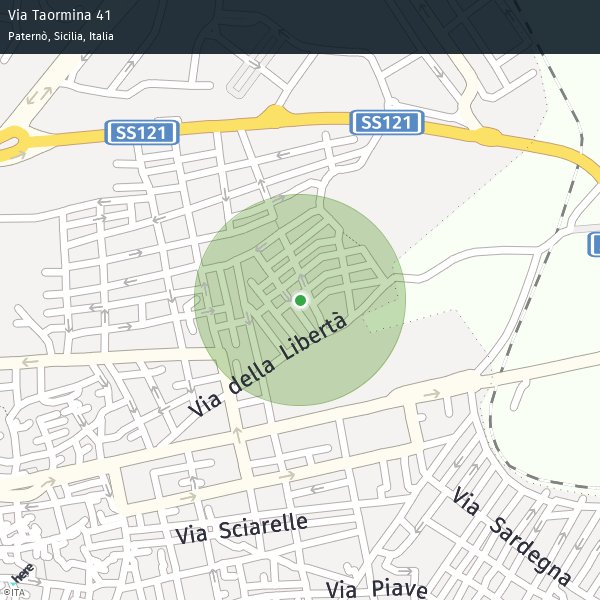 Via Taormina 41
Paternò, Sicilia, Italia
SS121
SS121
Via della Libertà
Via Sciarelle
Via Sardegna
Via Piave
here
©ITA